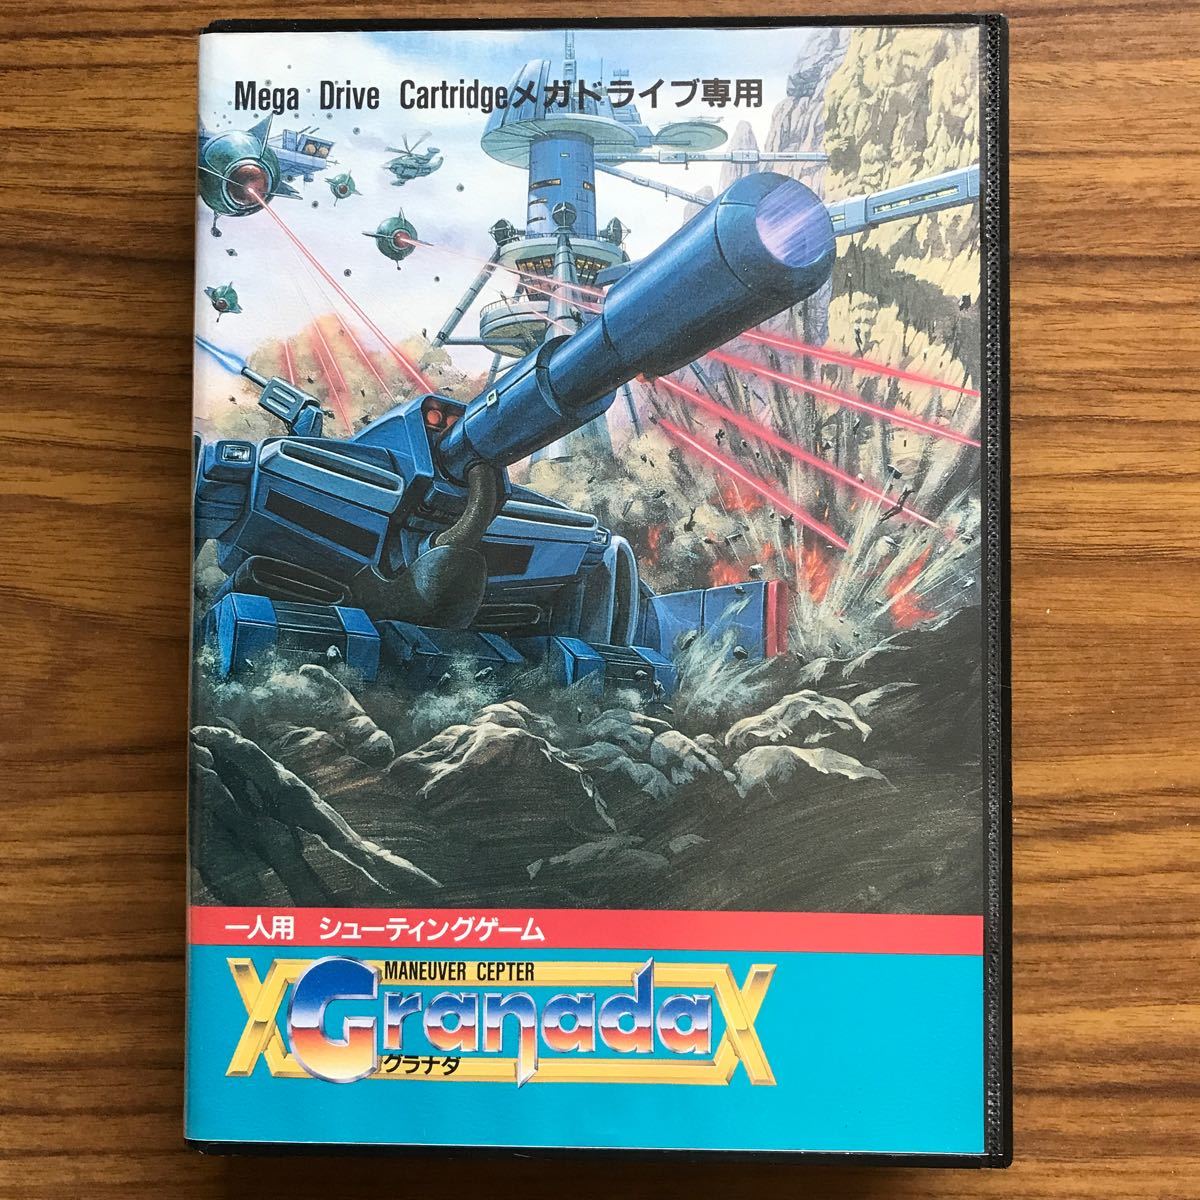 Mega Drive Cartridgeメガドライブ専用
一人用 シューティングゲーム
MANEUVER CEPTER
XGranadaX
グラナダ